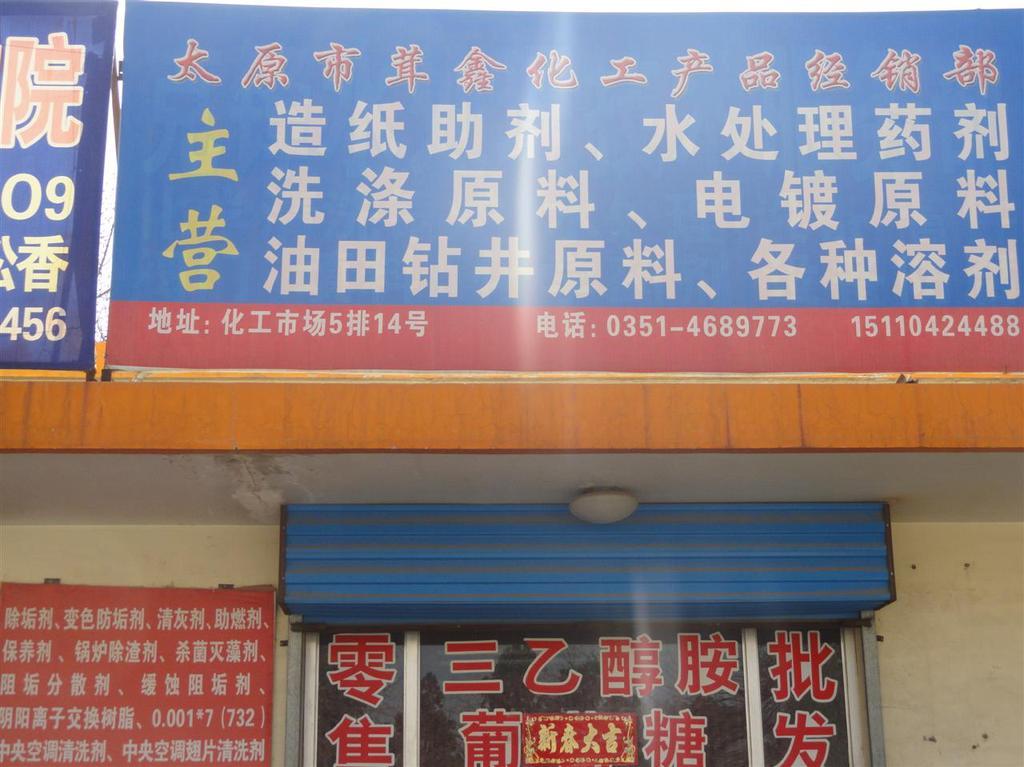 院
09
松香
456
太原市茸鑫化工产品经销部
主营
造纸助剂、水处理药剂
洗涤原料、电镀原料
油田钻井原料、各种溶剂
地址：化工市场5排14号 电话：0351-4689773 15110424488
除垢剂、变色防垢剂、清灰剂、助燃剂、
保养剂、锅炉除渣剂、杀菌灭藻剂、
阻垢分散剂、缓蚀阻垢剂、
阴阳离子交换树脂、0.001*7（732）
中央空调清洗剂、中央空调翅片清洗剂
零售
三乙醇胺
葡 糖
新春大吉
批发